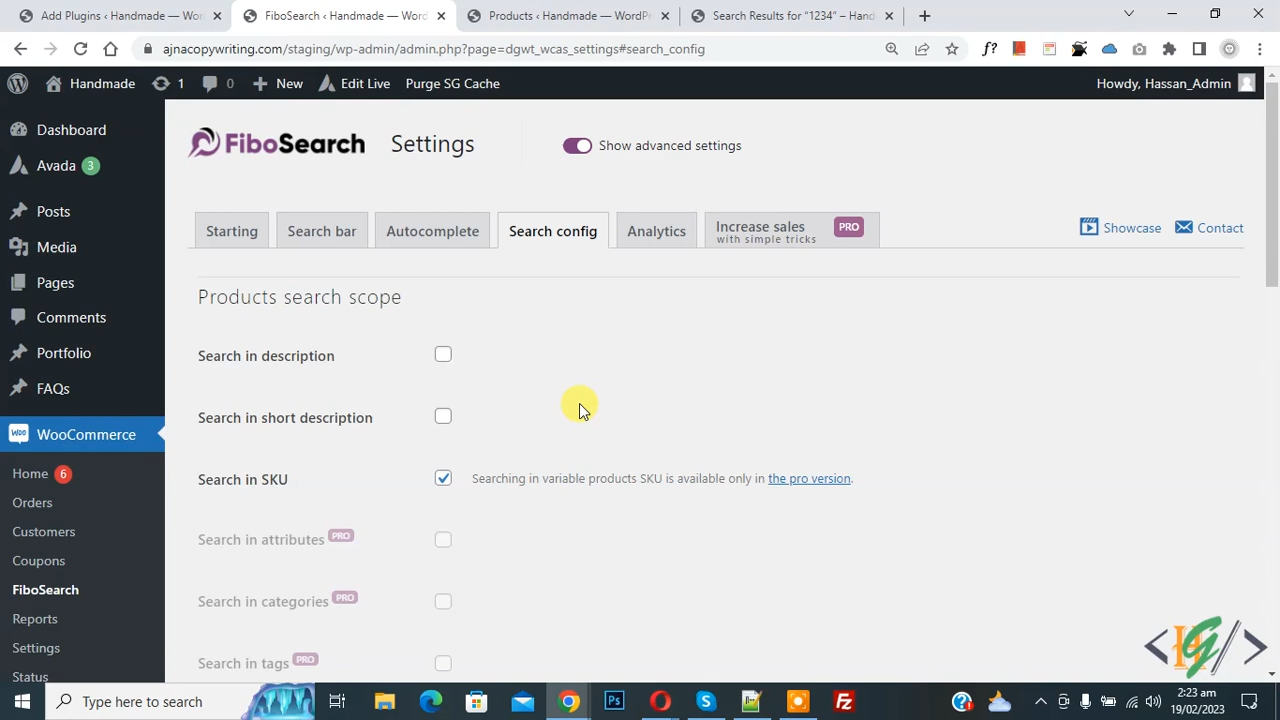 Add Plugins ‹ Handmade — Wor
FiboSearch ‹ Handmade — Word
Products ‹ Handmade — WordPr
Search Results for "1234" – Hand
ajnacopywriting.com/staging/wp-admin/admin.php?page=dgwt_wcas_settings#search_config
f?
Handmade
1
0
New
Edit Live
Purge SG Cache
Howdy, Hassan_Admin
Dashboard
Avada 3
Posts
Media
Pages
Comments
Portfolio
FAQs
WooCommerce
Home 6
Orders
Customers
Coupons
FiboSearch
Reports
Settings
Status
FiboSearch
Settings
Show advanced settings
Starting
Search bar
Autocomplete
Search config
Analytics
Increase sales PRO
with simple tricks
Showcase
Contact
Products search scope
Search in description
Search in short description
Search in SKU
Searching in variable products SKU is available only in the pro version.
Search in attributes PRO
Search in categories PRO
Search in tags PRO
Type here to search
2:23 am
19/02/2023